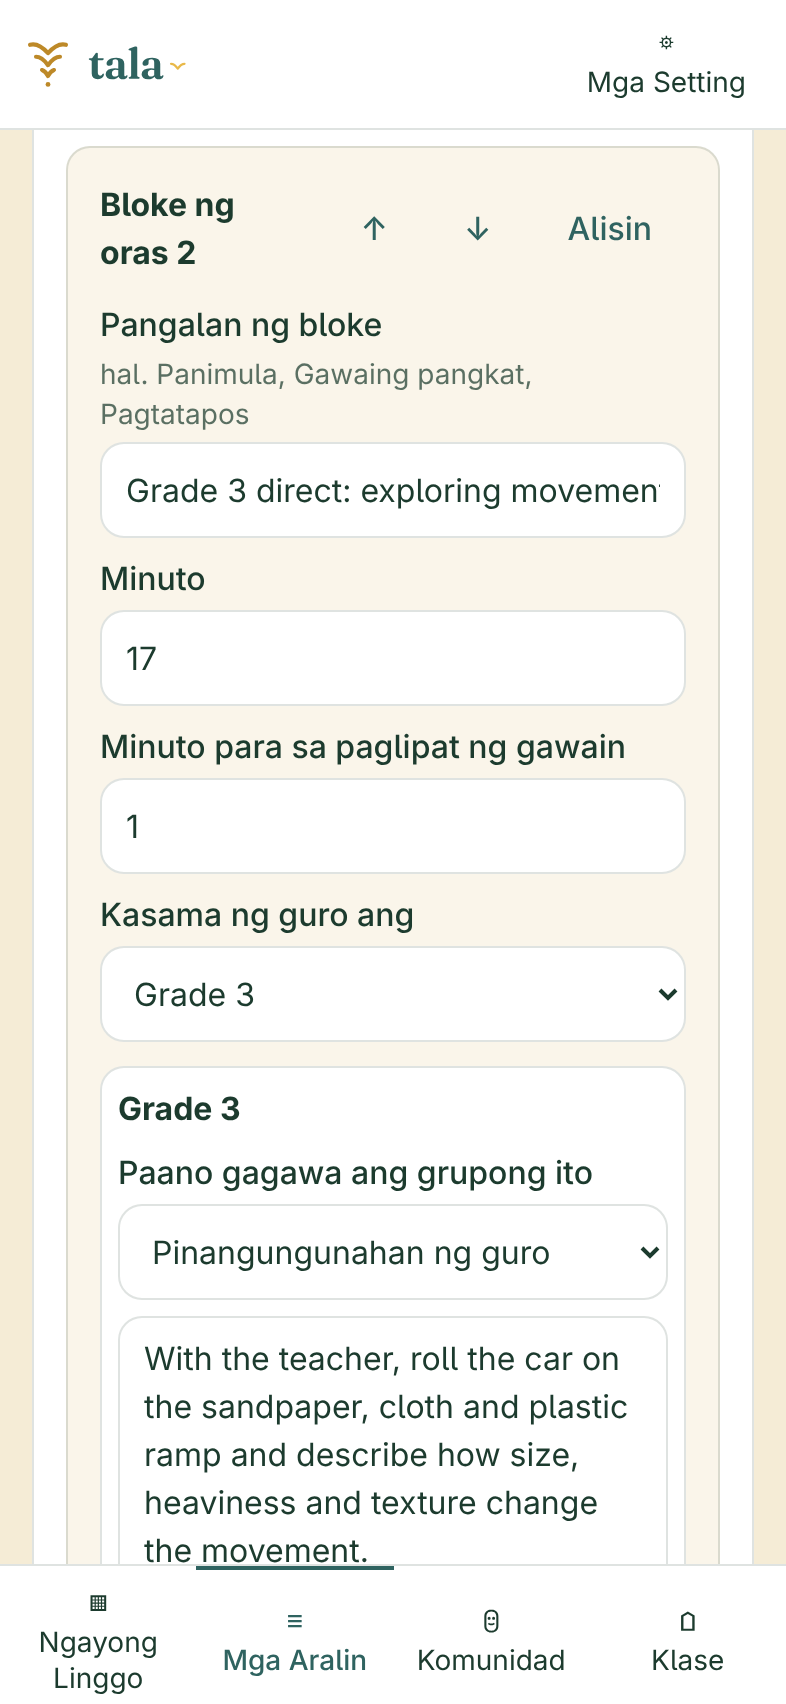 tala
Mga Setting
Bloke ng
oras 2
↑ ↓ Alisin
Pangalan ng bloke
hal. Panimula, Gawaing pangkat,
Pagtatapos
Grade 3 direct: exploring movement
Minuto
17
Minuto para sa paglipat ng gawain
1
Kasama ng guro ang
Grade 3
Grade 3
Paano gagawa ang grupong ito
Pinangungunahan ng guro
With the teacher, roll the car on
the sandpaper, cloth and plastic
ramp and describe how size,
heaviness and texture change
the movement.
Ngayong
Linggo
Mga Aralin
Komunidad
Klase